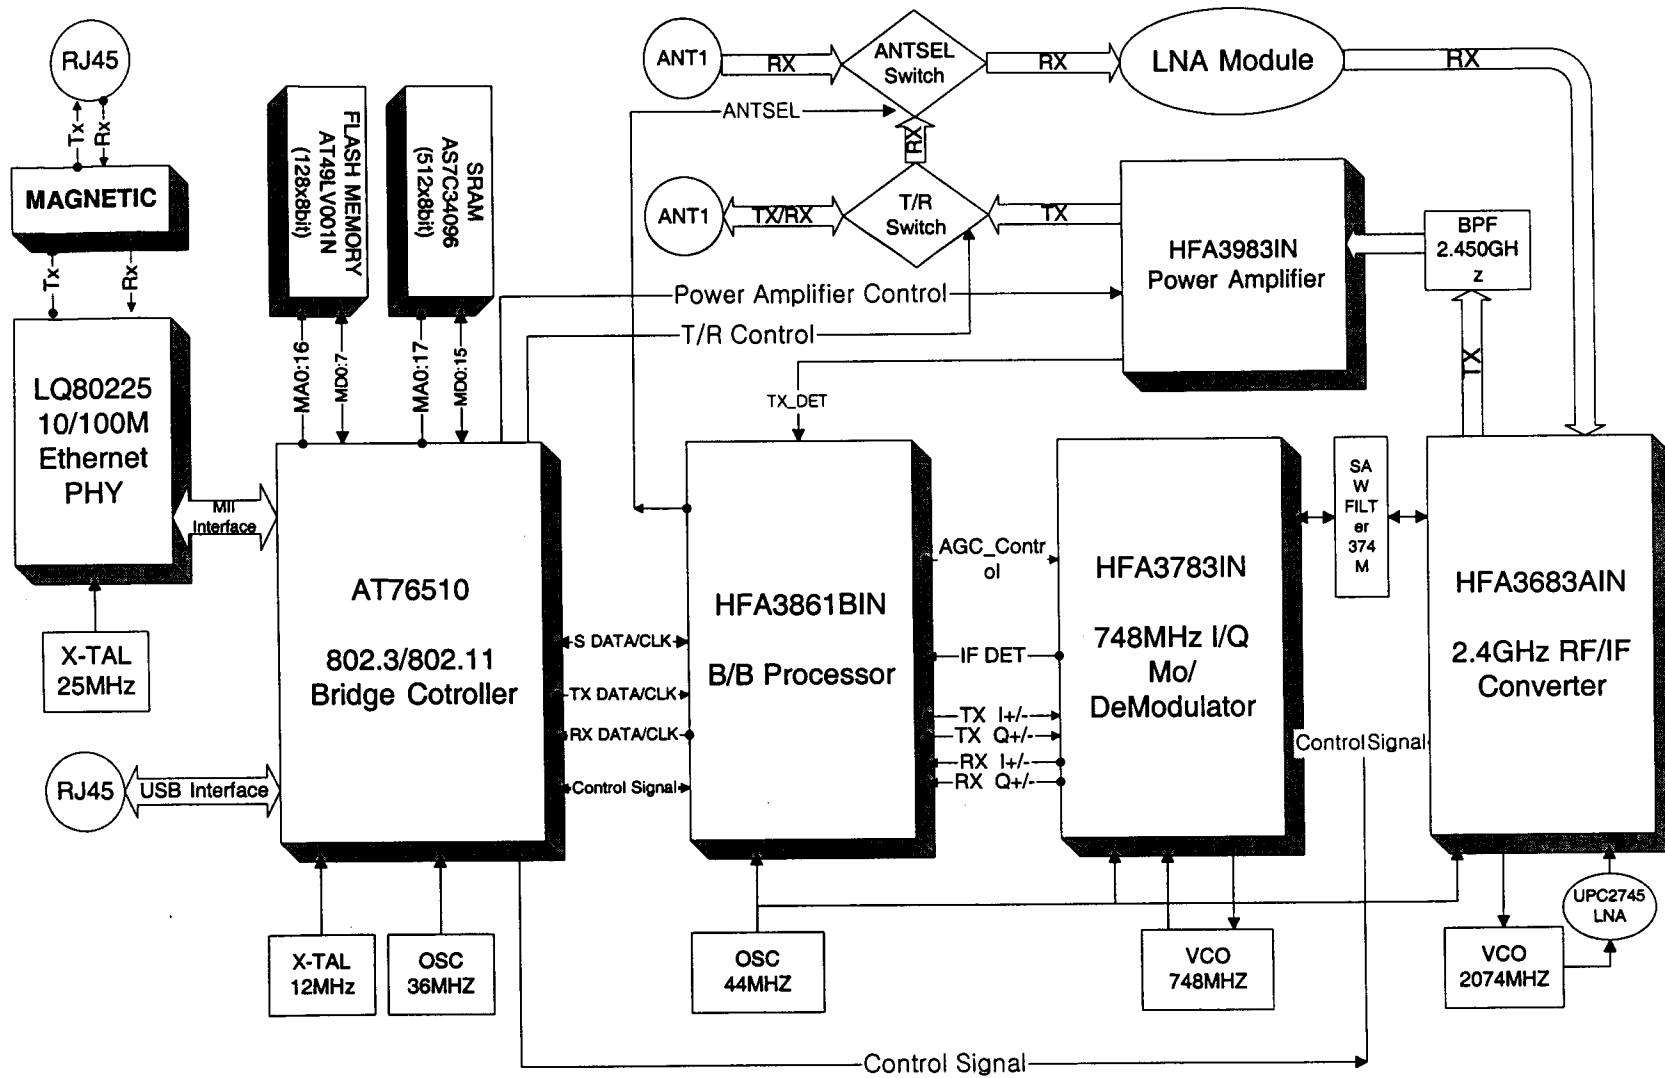 RJ45
Tx
Rx
MAGNETIC
Tx
Rx
LQ80225
10/100M
Ethernet
PHY
X-TAL
25MHz
MII
Interface
RJ45
USB Interface
FLASH MEMORY
AT49LV001N
(128x8bit)
SRAM
AS7C34096
(512x8bit)
MA0:16
MD0:7
MA0:17
MD0:15
AT76510
802.3/802.11
Bridge Cotroller
X-TAL
12MHz
OSC
36MHZ
ANT1
RX
ANTSEL
Switch
RX
LNA Module
RX
ANTSEL
RX
ANT1
TX/RX
T/R
Switch
TX
HFA3983IN
Power Amplifier
BPF
2.450GH
z
TX
Power Amplifier Control
T/R Control
TX_DET
S DATA/CLK
TX DATA/CLK
RX DATA/CLK
Control Signal
HFA3861BIN
B/B Processor
AGC_Contr
ol
IF DET
TX I+/-
TX Q+/-
RX I+/-
RX Q+/-
HFA3783IN
748MHz I/Q
Mo/
DeModulator
SA
W
FILT
er
374
M
Control Signal
HFA3683AIN
2.4GHz RF/IF
Converter
OSC
44MHZ
VCO
748MHZ
VCO
2074MHZ
UPC2745
LNA
Control Signal